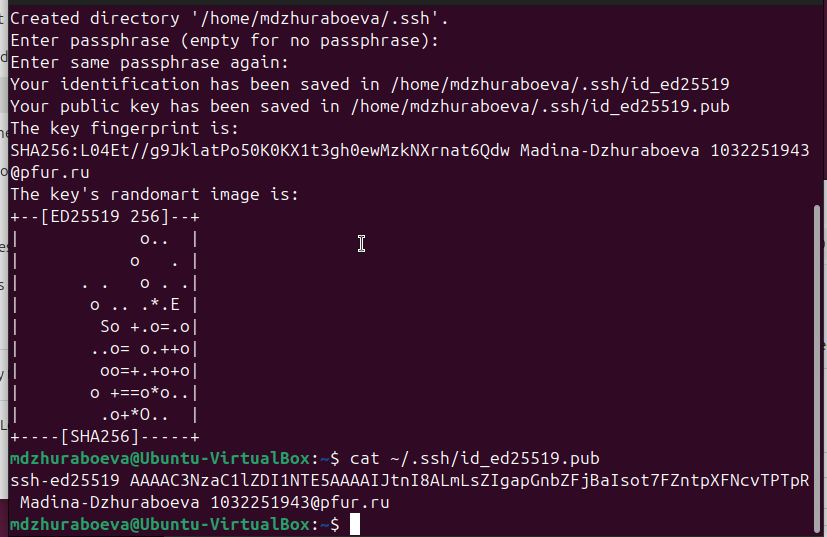 Created directory '/home/mdzhuraboeva/.ssh'.
Enter passphrase (empty for no passphrase):
Enter same passphrase again:
Your identification has been saved in /home/mdzhuraboeva/.ssh/id_ed25519
Your public key has been saved in /home/mdzhuraboeva/.ssh/id_ed25519.pub
The key fingerprint is:
SHA256:L04Et//g9JklatPo50K0KX1t3gh0ewMzkNXrnat6Qdw Madina-Dzhuraboeva 1032251943
@pfur.ru
The key's randomart image is:
+--[ED25519 256]--+
|            o..  |
|           o   . |
|      . .   o . .|
|       o .. .*.E |
|        So +.o=.o|
|       ..o= o.++o|
|        oo=+.+o+o|
|       o +==o*o..|
|        .o+*O..  |
+----[SHA256]-----+
mdzhuraboeva@Ubuntu-VirtualBox:~$ cat ~/.ssh/id_ed25519.pub
ssh-ed25519 AAAAC3NzaC1lZDI1NTE5AAAAIJtnI8ALmLsZIgapGnbZFjBaIsot7FZntpXFNcvTPTpR
 Madina-Dzhuraboeva 1032251943@pfur.ru
mdzhuraboeva@Ubuntu-VirtualBox:~$